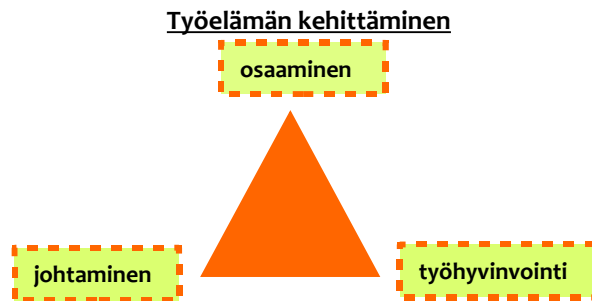 Työelämän kehittäminen
osaaminen
johtaminen
työhyvinvointi